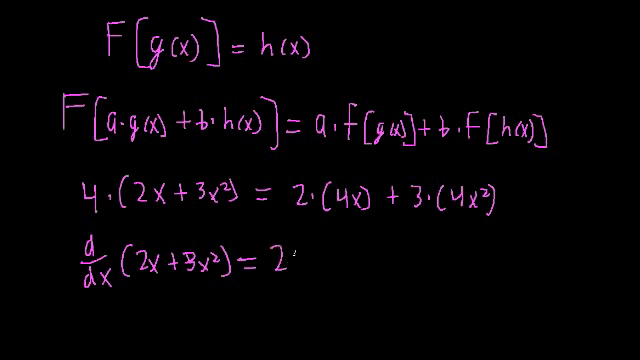 F[g(x)] = h(x)
F[a·g(x) + b·h(x)] = a·F[g(x)] + b·F[h(x)]
4·(2x + 3x²) = 2·(4x) + 3·(4x²)
d/dx (2x + 3x²) = 2